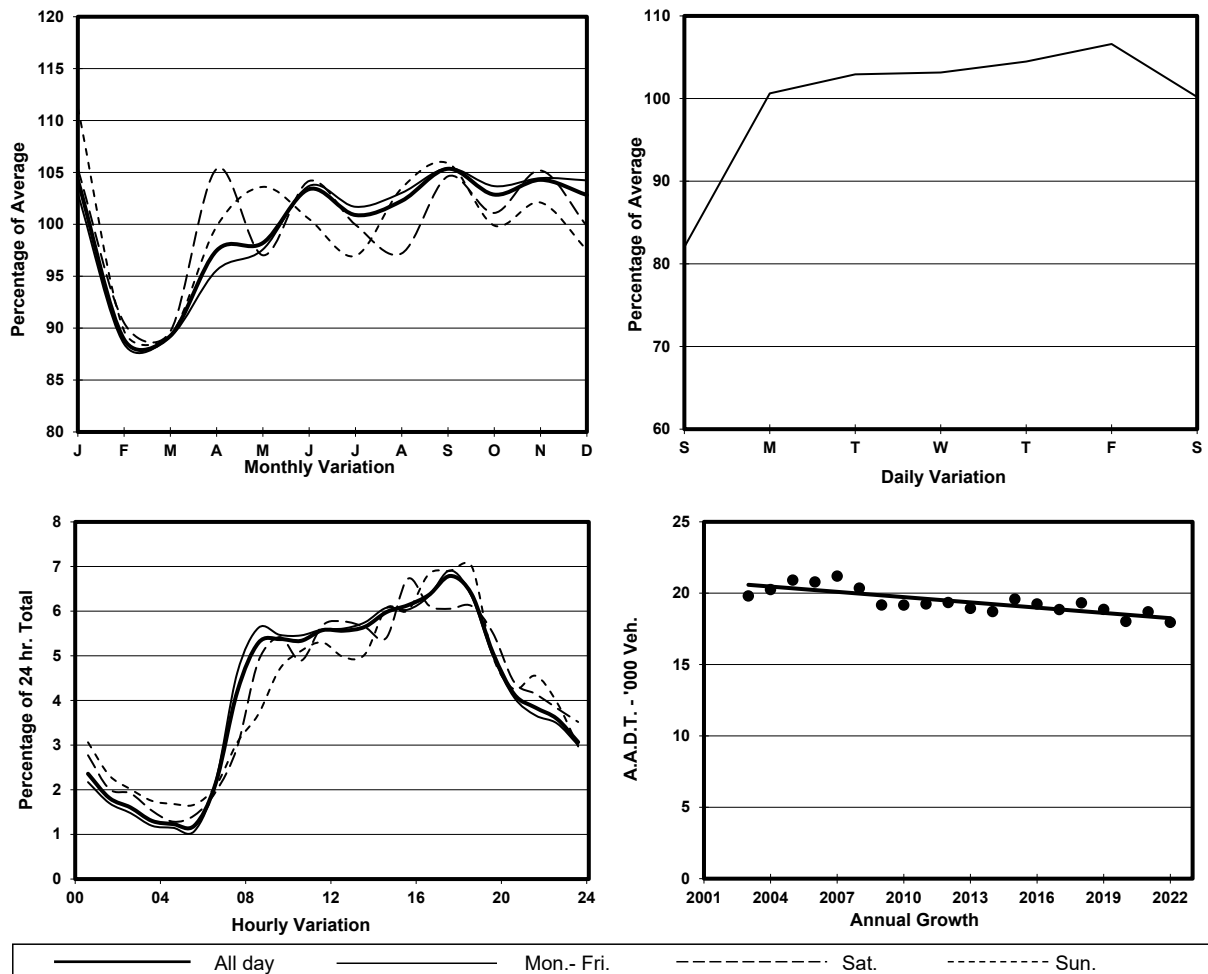 120
115
110
105
100
95
90
85
80
Percentage of Average
J F M A M J J A S O N D
Monthly Variation
110
100
90
80
70
60
Percentage of Average
S M T W T F S
Daily Variation
8
7
6
5
4
3
2
1
0
Percentage of 24 hr. Total
00 04 08 12 16 20 24
Hourly Variation
25
20
15
10
5
0
A.A.D.T. - '000 Veh.
2001 2004 2007 2010 2013 2016 2019 2022
Annual Growth
All day Mon.- Fri. Sat. Sun.